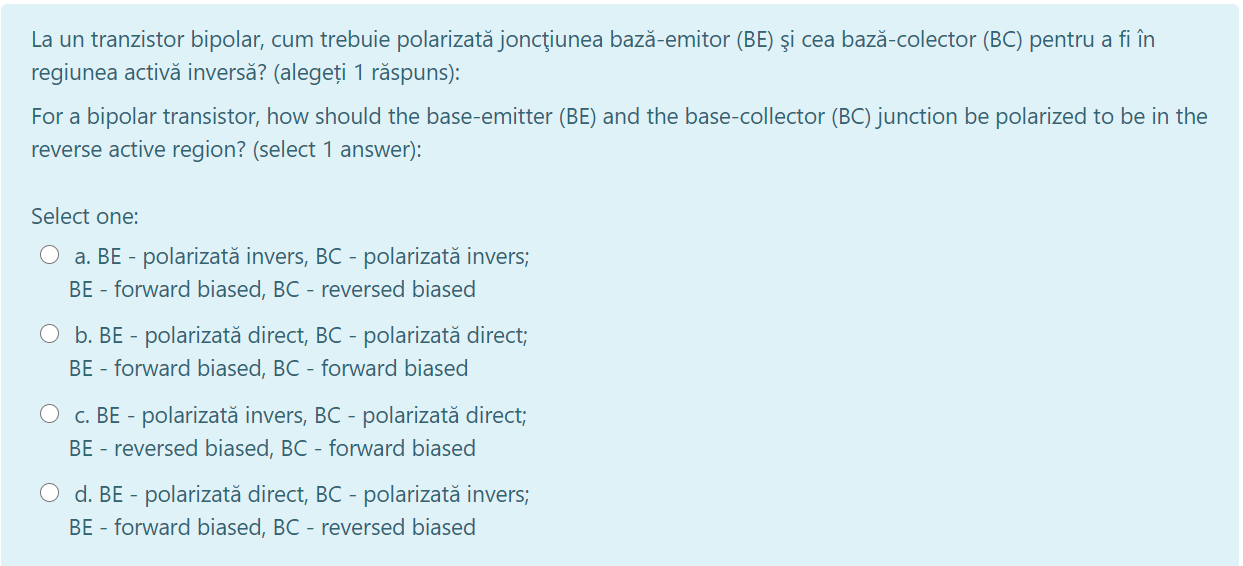 La un tranzistor bipolar, cum trebuie polarizată joncţiunea bază-emitor (BE) şi cea bază-colector (BC) pentru a fi în
regiunea activă inversă? (alegeți 1 răspuns):
For a bipolar transistor, how should the base-emitter (BE) and the base-collector (BC) junction be polarized to be in the
reverse active region? (select 1 answer):
Select one:
a. BE - polarizată invers, BC - polarizată invers;
BE - forward biased, BC - reversed biased
b. BE - polarizată direct, BC - polarizată direct;
BE - forward biased, BC - forward biased
c. BE - polarizată invers, BC - polarizată direct;
BE - reversed biased, BC - forward biased
d. BE - polarizată direct, BC - polarizată invers;
BE - forward biased, BC - reversed biased